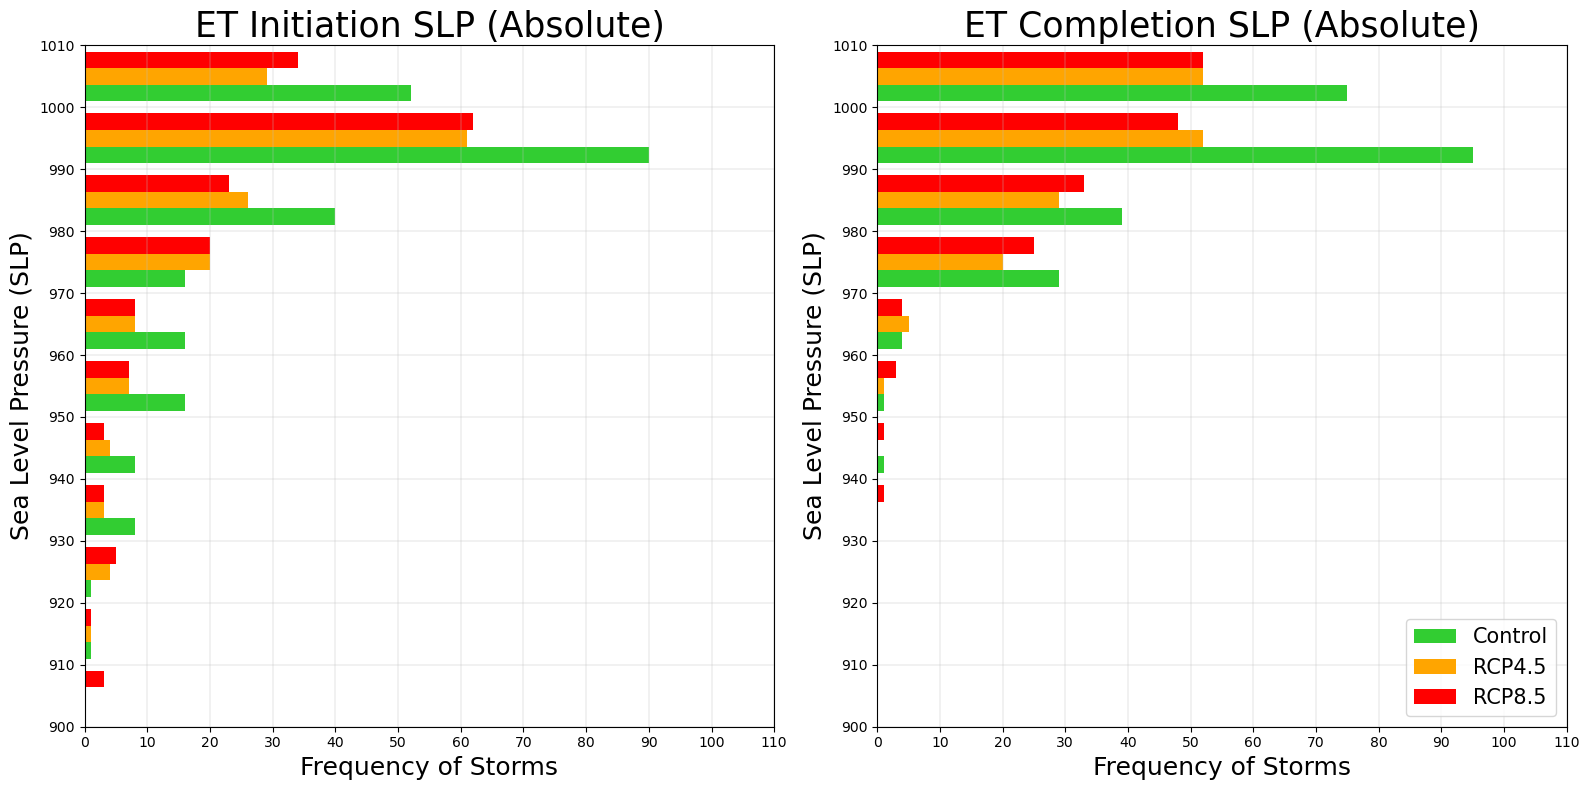 ET Initiation SLP (Absolute)
Sea Level Pressure (SLP)
1010
1000
990
980
970
960
950
940
930
920
910
900
0 10 20 30 40 50 60 70 80 90 100 110
Frequency of Storms
ET Completion SLP (Absolute)
Sea Level Pressure (SLP)
1010
1000
990
980
970
960
950
940
930
920
910
900
0 10 20 30 40 50 60 70 80 90 100 110
Frequency of Storms
Control
RCP4.5
RCP8.5